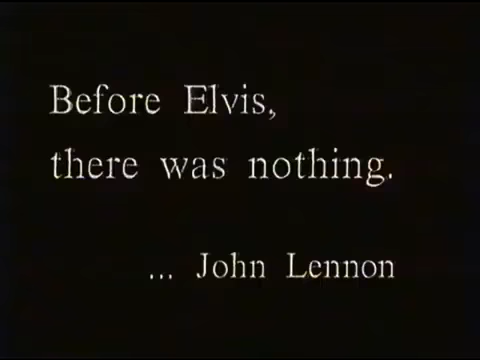 Before Elvis,
there was nothing.
... John Lennon